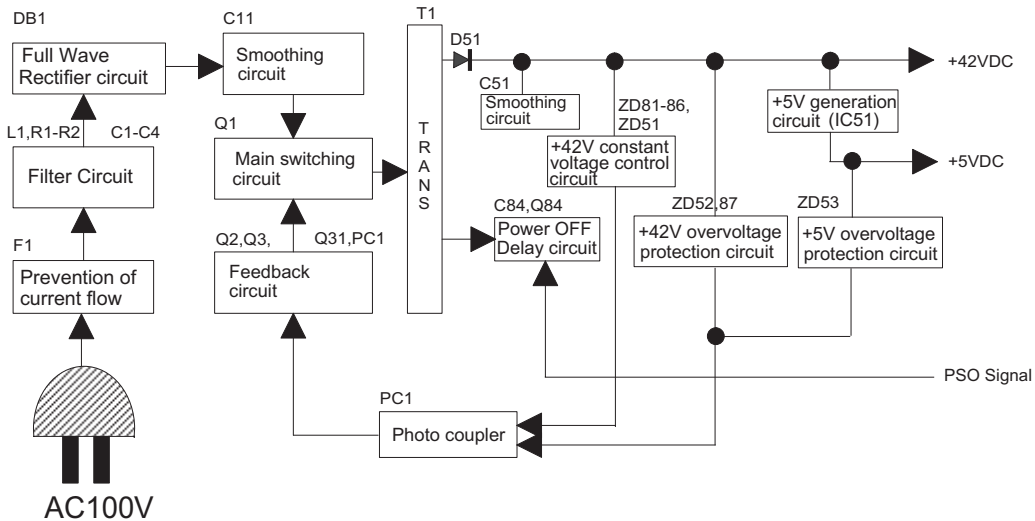 DB1
Full Wave
Rectifier circuit
C11
Smoothing
circuit
T1
TRANS
D51
C51
Smoothing
circuit
ZD81-86,
ZD51
+42V constant
voltage control
circuit
+5V generation
circuit (IC51)
+42VDC
+5VDC
L1,R1-R2
C1-C4
Filter Circuit
Q1
Main switching
circuit
C84,Q84
Power OFF
Delay circuit
ZD52,87
+42V overvoltage
protection circuit
ZD53
+5V overvoltage
protection circuit
F1
Prevention of
current flow
Q2,Q3,
Q31,PC1
Feedback
circuit
PSO Signal
PC1
Photo coupler
AC100V